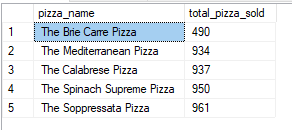 pizza_name total_pizza_sold
1 The Brie Carre Pizza 490
2 The Mediterranean Pizza 934
3 The Calabrese Pizza 937
4 The Spinach Supreme Pizza 950
5 The Soppressata Pizza 961